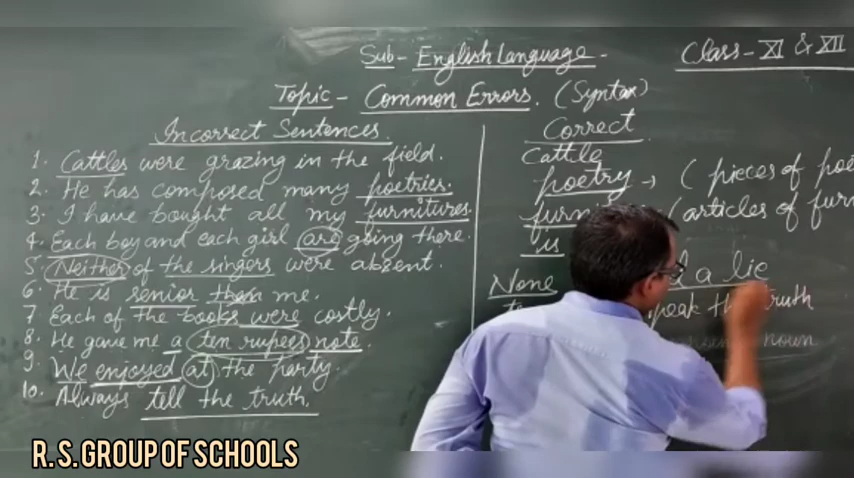 Sub - English Language -
Class - XI & XII
Topic - Common Errors. (Syntax)
Incorrect Sentences.
1. Cattles were grazing in the field.
2. He has composed many poetries.
3. I have bought all my furnitures.
4. Each boy and each girl are going there.
5. Neither of the singers were absent.
6. He is senior than me.
7 Each of the books were costly.
8. He gave me a ten rupees note.
9. We enjoyed at the party.
10. Always tell the truth.
Correct
Cattle
poetry → ( pieces of
(articles of
is
None
a lie
truth
noun
R. S. GROUP OF SCHOOLS